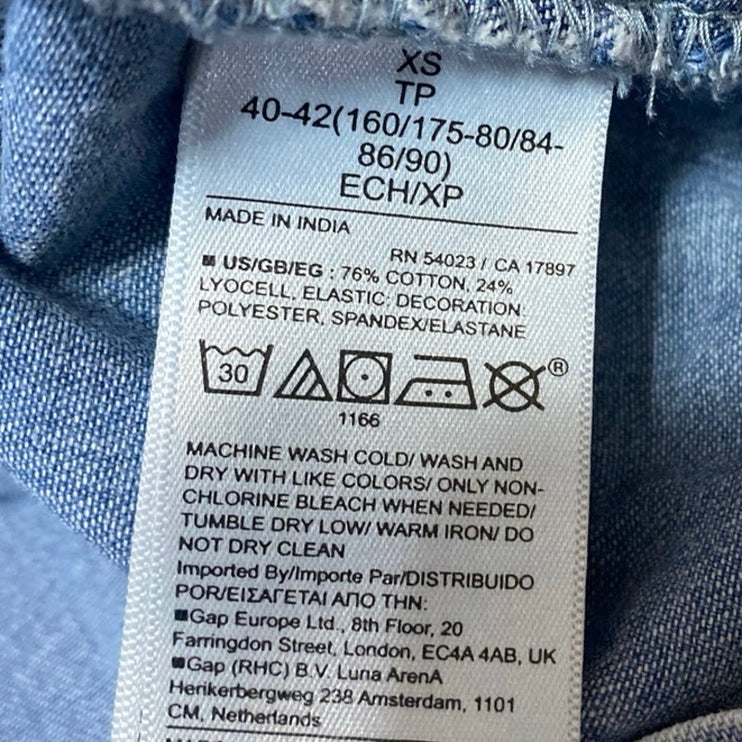 XS
TP
40-42(160/175-80/84-
86/90)
ECH/XP
MADE IN INDIA
RN 54023 / CA 17897
■ US/GB/EG : 76% COTTON, 24%
LYOCELL, ELASTIC: DECORATION:
POLYESTER, SPANDEX/ELASTANE
30
®
1166
MACHINE WASH COLD/ WASH AND
DRY WITH LIKE COLORS/ ONLY NON-
CHLORINE BLEACH WHEN NEEDED/
TUMBLE DRY LOW/ WARM IRON/ DO
NOT DRY CLEAN
Imported By/Importe Par/DISTRIBUIDO
POR/ΕΙΣΑΓΕΤΑΙ ΑΠΟ ΤΗΝ:
■Gap Europe Ltd., 8th Floor, 20
Farringdon Street, London, EC4A 4AB, UK
■Gap (RHC) B.V. Luna ArenA
Herikerbergweg 238 Amsterdam, 1101
CM, Netherlands